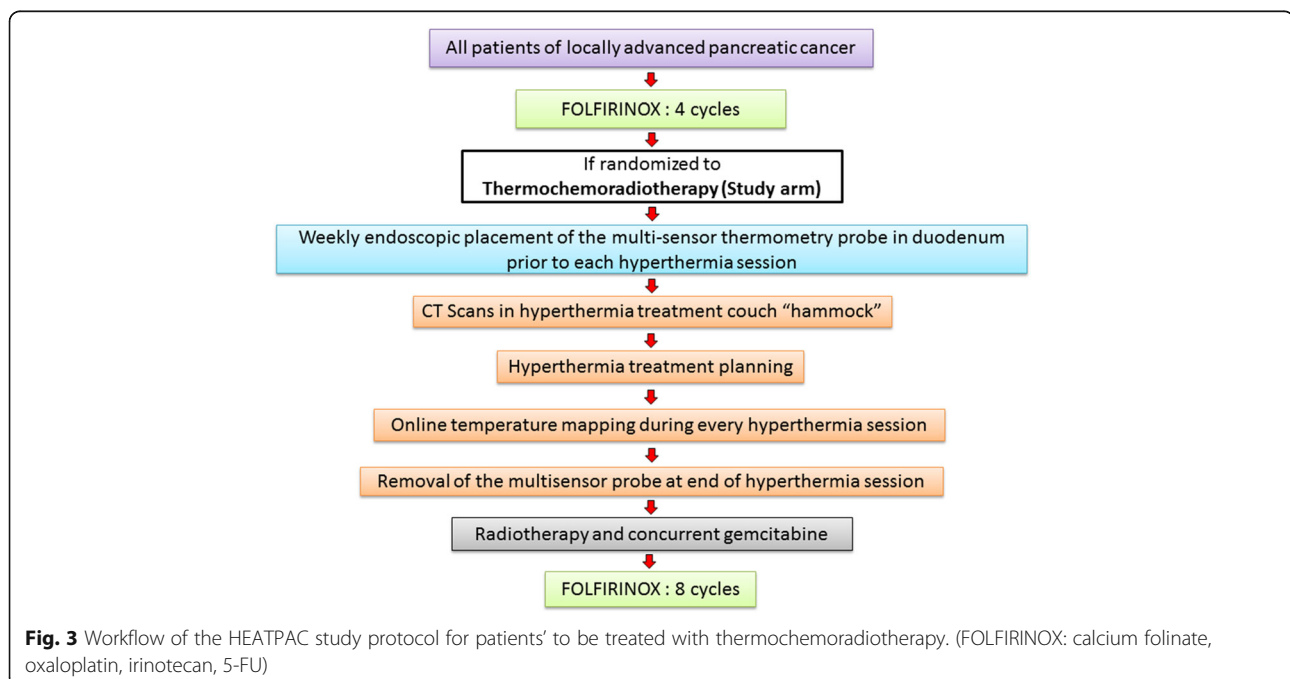 All patients of locally advanced pancreatic cancer
FOLFIRINOX : 4 cycles
If randomized to
Thermochemoradiotherapy (Study arm)
Weekly endoscopic placement of the multi-sensor thermometry probe in duodenum
prior to each hyperthermia session
CT Scans in hyperthermia treatment couch “hammock”
Hyperthermia treatment planning
Online temperature mapping during every hyperthermia session
Removal of the multisensor probe at end of hyperthermia session
Radiotherapy and concurrent gemcitabine
FOLFIRINOX : 8 cycles
Fig. 3 Workflow of the HEATPAC study protocol for patients’ to be treated with thermochemoradiotherapy. (FOLFIRINOX: calcium folinate,
oxaloplatin, irinotecan, 5-FU)